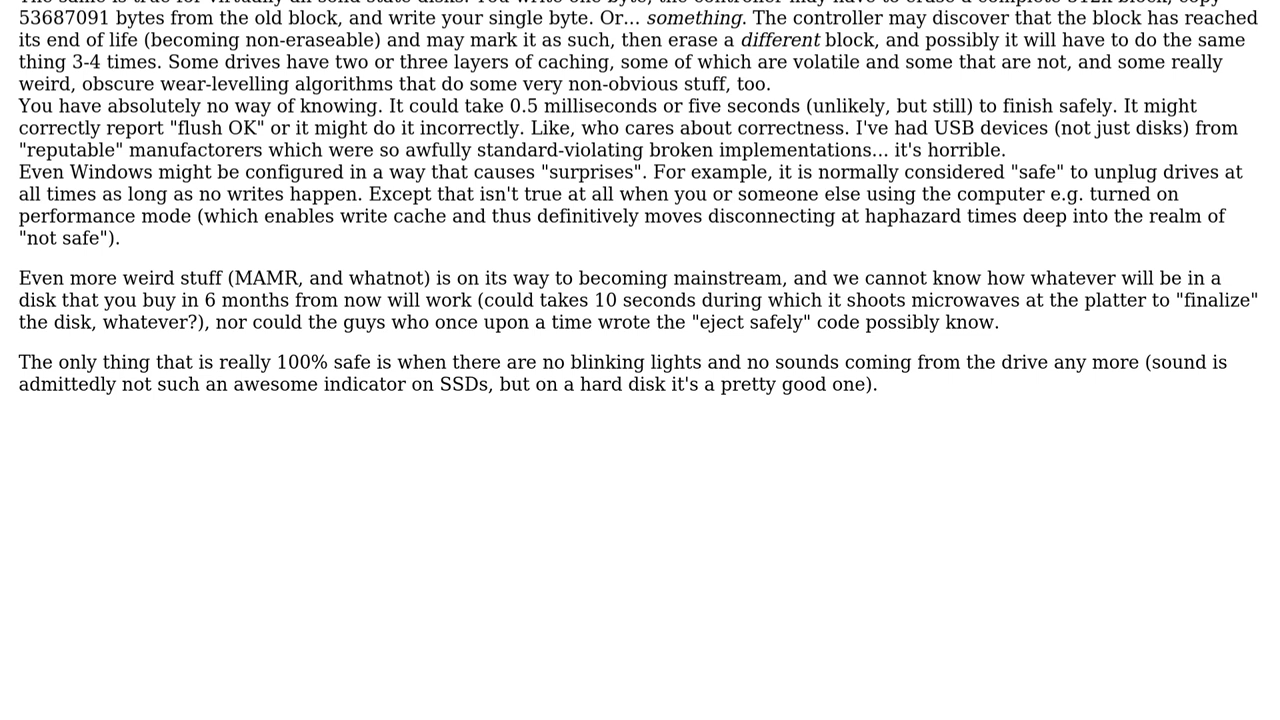 53687091 bytes from the old block, and write your single byte. Or... something. The controller may discover that the block has reached
its end of life (becoming non-eraseable) and may mark it as such, then erase a different block, and possibly it will have to do the same
thing 3-4 times. Some drives have two or three layers of caching, some of which are volatile and some that are not, and some really
weird, obscure wear-levelling algorithms that do some very non-obvious stuff, too.
You have absolutely no way of knowing. It could take 0.5 milliseconds or five seconds (unlikely, but still) to finish safely. It might
correctly report "flush OK" or it might do it incorrectly. Like, who cares about correctness. I've had USB devices (not just disks) from
"reputable" manufactorers which were so awfully standard-violating broken implementations... it's horrible.
Even Windows might be configured in a way that causes "surprises". For example, it is normally considered "safe" to unplug drives at
all times as long as no writes happen. Except that isn't true at all when you or someone else using the computer e.g. turned on
performance mode (which enables write cache and thus definitively moves disconnecting at haphazard times deep into the realm of
"not safe").
Even more weird stuff (MAMR, and whatnot) is on its way to becoming mainstream, and we cannot know how whatever will be in a
disk that you buy in 6 months from now will work (could takes 10 seconds during which it shoots microwaves at the platter to "finalize"
the disk, whatever?), nor could the guys who once upon a time wrote the "eject safely" code possibly know.
The only thing that is really 100% safe is when there are no blinking lights and no sounds coming from the drive any more (sound is
admittedly not such an awesome indicator on SSDs, but on a hard disk it's a pretty good one).